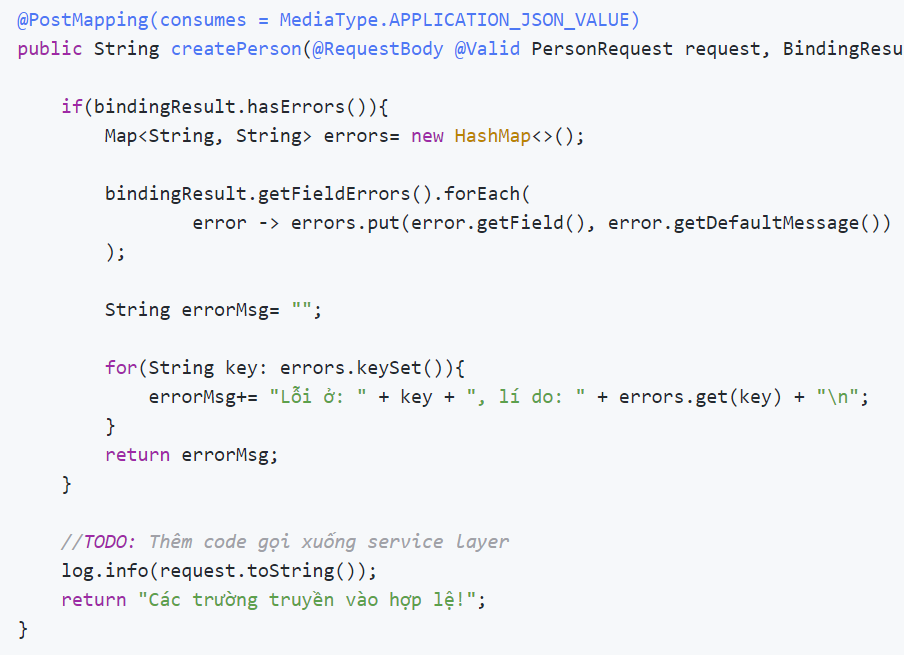 @PostMapping(consumes = MediaType.APPLICATION_JSON_VALUE)
public String createPerson(@RequestBody @Valid PersonRequest request, BindingResu
if(bindingResult.hasErrors()){
Map<String, String> errors= new HashMap<>();
bindingResult.getFieldErrors().forEach(
error -> errors.put(error.getField(), error.getDefaultMessage())
);
String errorMsg= "";
for(String key: errors.keySet()){
errorMsg+= "Lỗi ở: " + key + ", lí do: " + errors.get(key) + "\n";
}
return errorMsg;
}
//TODO: Thêm code gọi xuống service layer
log.info(request.toString());
return "Các trường truyền vào hợp lệ!";
}